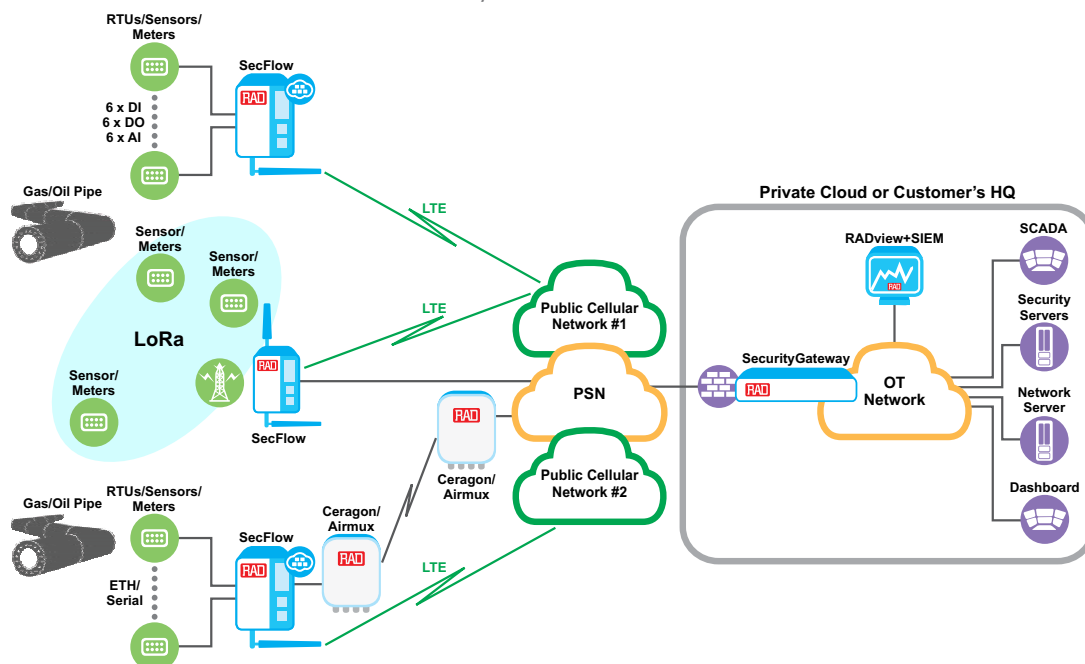 RTUs/Sensors/
Meters
SecFlow
RAD
6 x DI
6 x DO
6 x AI
Gas/Oil Pipe
LTE
Sensor/
Meters
Sensor/
Meters
LoRa
Sensor/
Meters
RAD
SecFlow
LTE
Public Cellular
Network #1
PSN
RAD
Ceragon/
Airmux
Public Cellular
Network #2
Gas/Oil Pipe
RTUs/Sensors/
Meters
SecFlow
RAD
ETH/
Serial
Ceragon/
Airmux
RAD
LTE
Private Cloud or Customer's HQ
RADview+SIEM
RAD
SCADA
Security
Servers
SecurityGateway
RAD
OT
Network
Network
Server
Dashboard